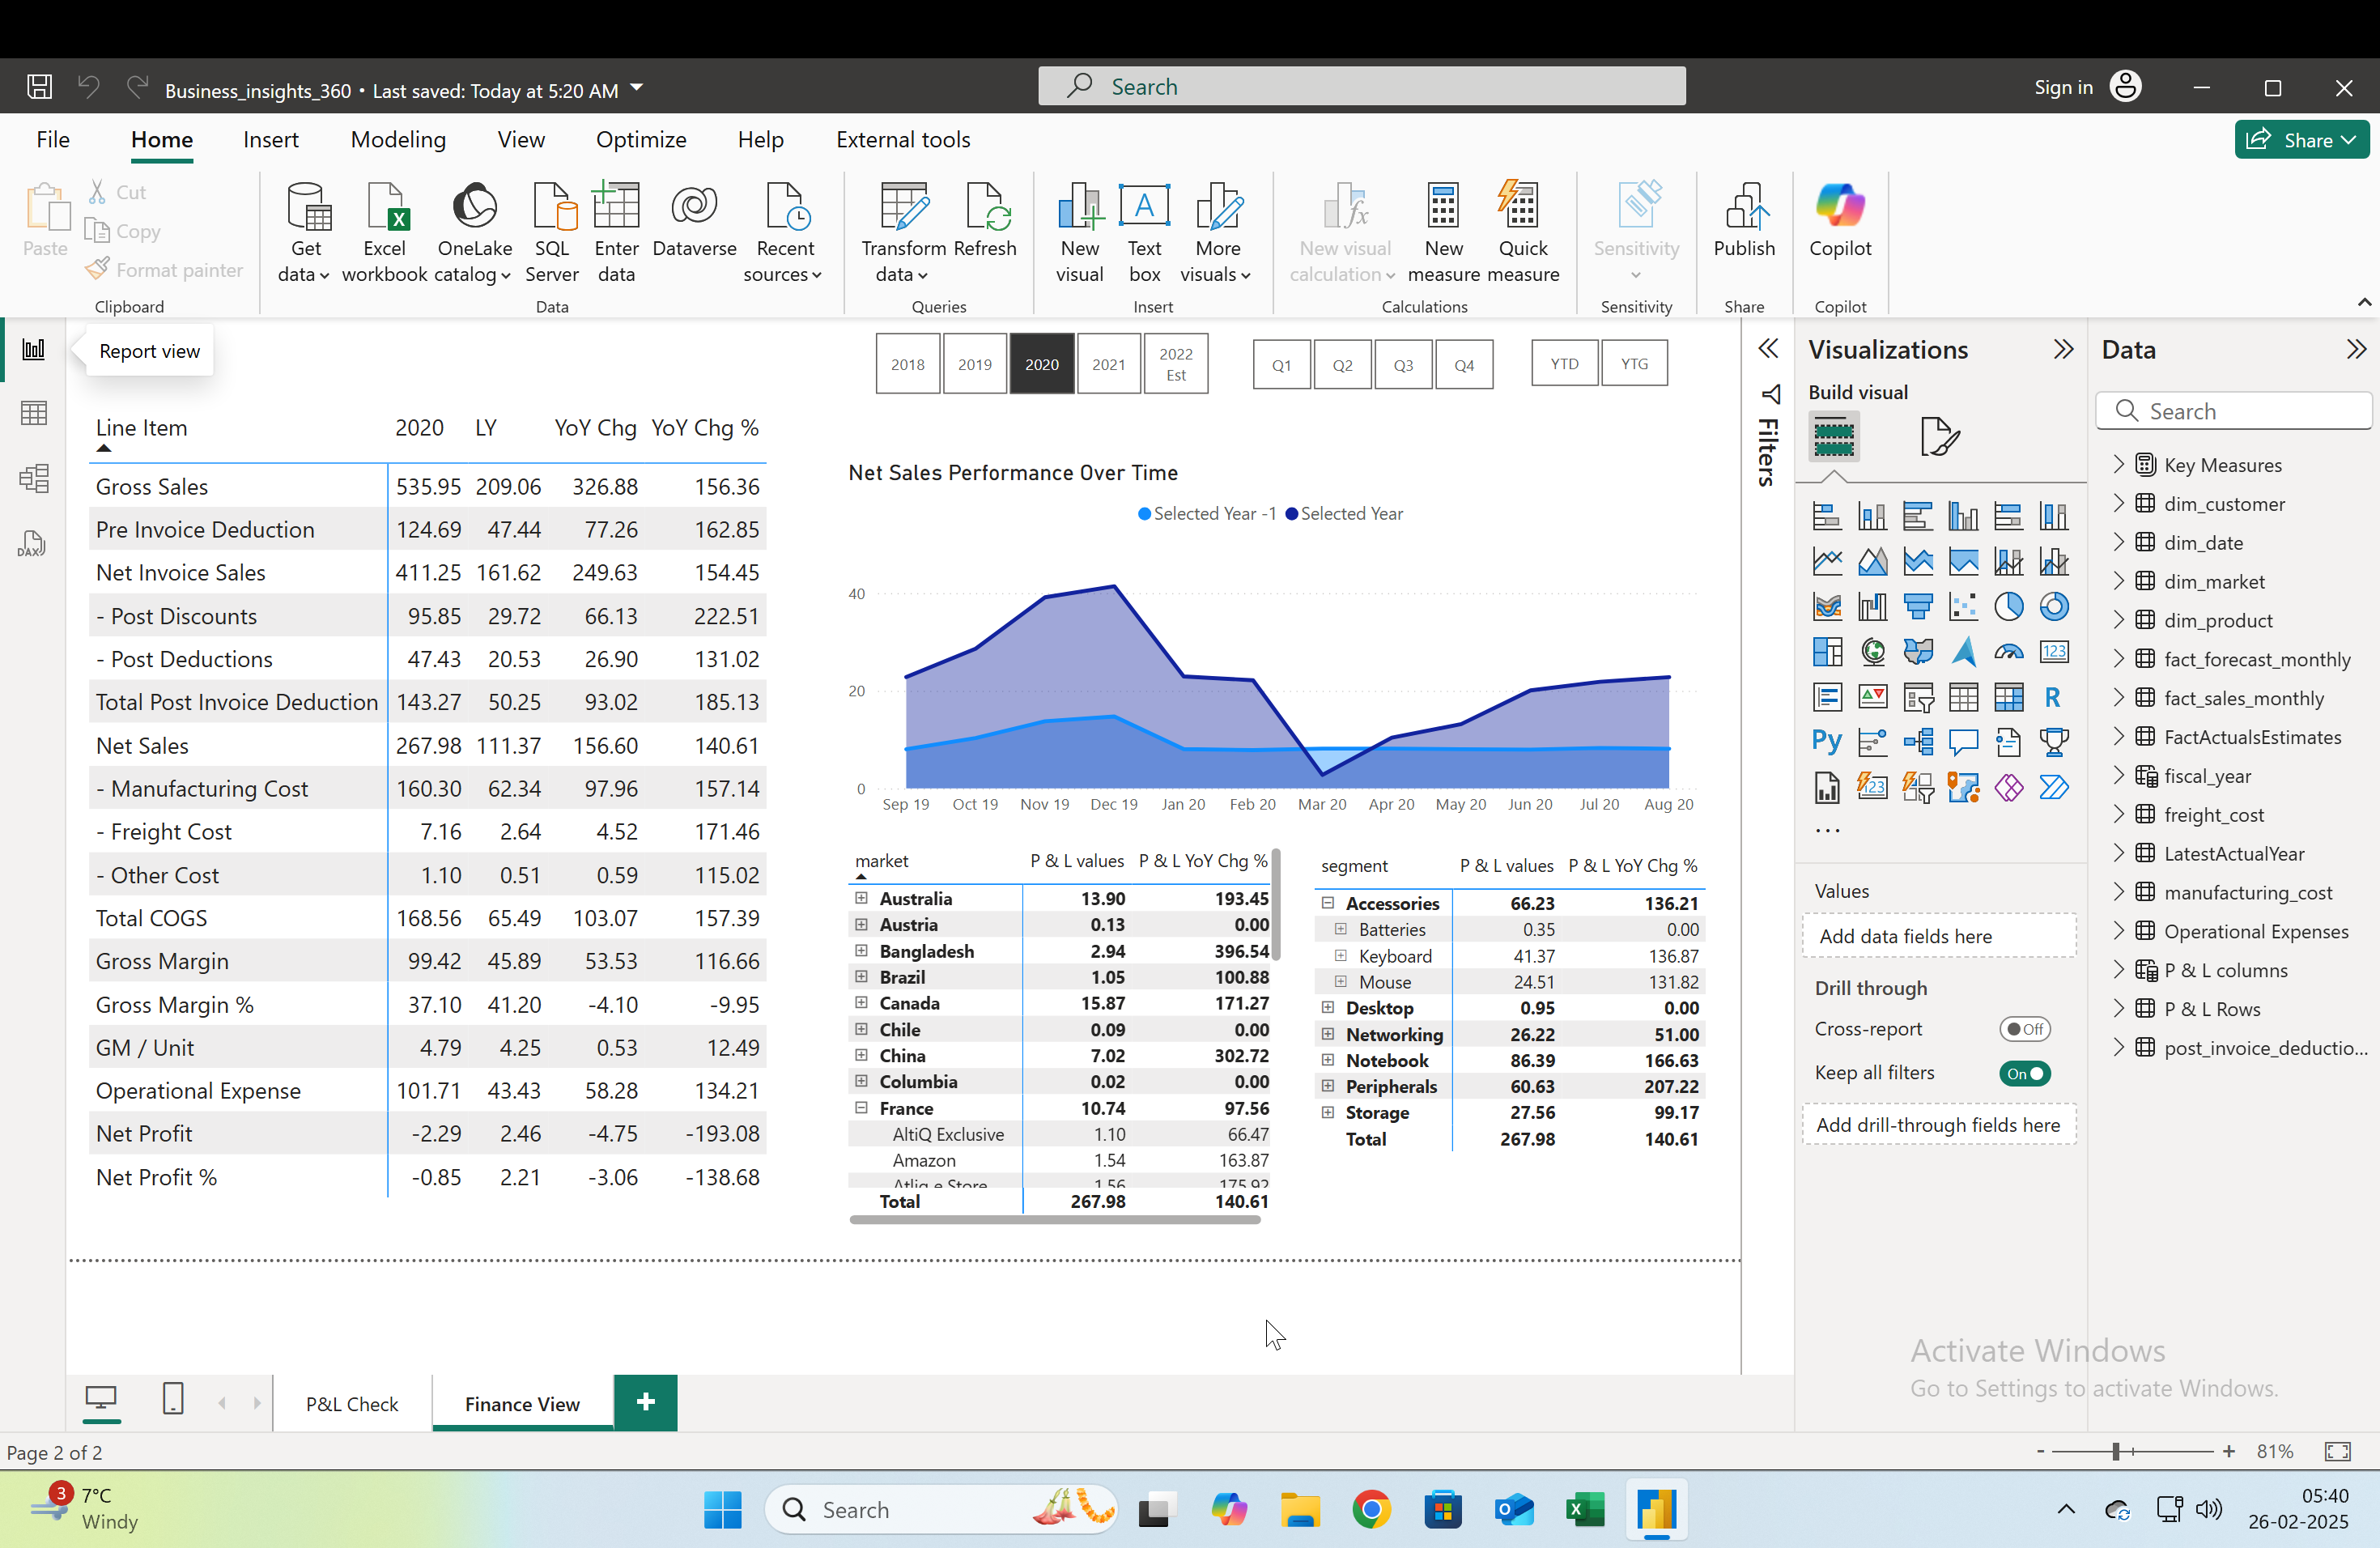 Business_insights_360 • Last saved: Today at 5:20 AM
Search
Sign in
File Home Insert Modeling View Optimize Help External tools
Share
Paste
Cut
Copy
Format painter
Clipboard
Get data
Excel workbook
OneLake catalog
SQL Server
Enter data
Dataverse
Recent sources
Data
Transform data
Refresh
Queries
New visual
Text box
More visuals
Insert
New visual calculation
New measure
Quick measure
Calculations
Sensitivity
Sensitivity
Publish
Share
Copilot
Copilot
Report view
DAX
2018 2019 2020 2021 2022 Est
Q1 Q2 Q3 Q4
YTD YTG
Line Item 2020 LY YoY Chg YoY Chg %
Gross Sales 535.95 209.06 326.88 156.36
Pre Invoice Deduction 124.69 47.44 77.26 162.85
Net Invoice Sales 411.25 161.62 249.63 154.45
- Post Discounts 95.85 29.72 66.13 222.51
- Post Deductions 47.43 20.53 26.90 131.02
Total Post Invoice Deduction 143.27 50.25 93.02 185.13
Net Sales 267.98 111.37 156.60 140.61
- Manufacturing Cost 160.30 62.34 97.96 157.14
- Freight Cost 7.16 2.64 4.52 171.46
- Other Cost 1.10 0.51 0.59 115.02
Total COGS 168.56 65.49 103.07 157.39
Gross Margin 99.42 45.89 53.53 116.66
Gross Margin % 37.10 41.20 -4.10 -9.95
GM / Unit 4.79 4.25 0.53 12.49
Operational Expense 101.71 43.43 58.28 134.21
Net Profit -2.29 2.46 -4.75 -193.08
Net Profit % -0.85 2.21 -3.06 -138.68
Net Sales Performance Over Time
Selected Year -1 Selected Year
40
20
0
Sep 19 Oct 19 Nov 19 Dec 19 Jan 20 Feb 20 Mar 20 Apr 20 May 20 Jun 20 Jul 20 Aug 20
market P & L values P & L YoY Chg %
Australia 13.90 193.45
Austria 0.13 0.00
Bangladesh 2.94 396.54
Brazil 1.05 100.88
Canada 15.87 171.27
Chile 0.09 0.00
China 7.02 302.72
Columbia 0.02 0.00
France 10.74 97.56
AltiQ Exclusive 1.10 66.47
Amazon 1.54 163.87
Atliq e Store 1.56 175.92
Total 267.98 140.61
segment P & L values P & L YoY Chg %
Accessories 66.23 136.21
Batteries 0.35 0.00
Keyboard 41.37 136.87
Mouse 24.51 131.82
Desktop 0.95 0.00
Networking 26.22 51.00
Notebook 86.39 166.63
Peripherals 60.63 207.22
Storage 27.56 99.17
Total 267.98 140.61
Filters
Visualizations
Build visual
123
R
Py
123
Values
Add data fields here
Drill through
Cross-report Off
Keep all filters On
Add drill-through fields here
Data
Search
Key Measures
dim_customer
dim_date
dim_market
dim_product
fact_forecast_monthly
fact_sales_monthly
FactActualsEstimates
fiscal_year
freight_cost
LatestActualYear
manufacturing_cost
Operational Expenses
P & L columns
P & L Rows
post_invoice_deductio...
Activate Windows
Go to Settings to activate Windows.
P&L Check Finance View
Page 2 of 2
81%
3
7°C
Windy
Search
05:40
26-02-2025